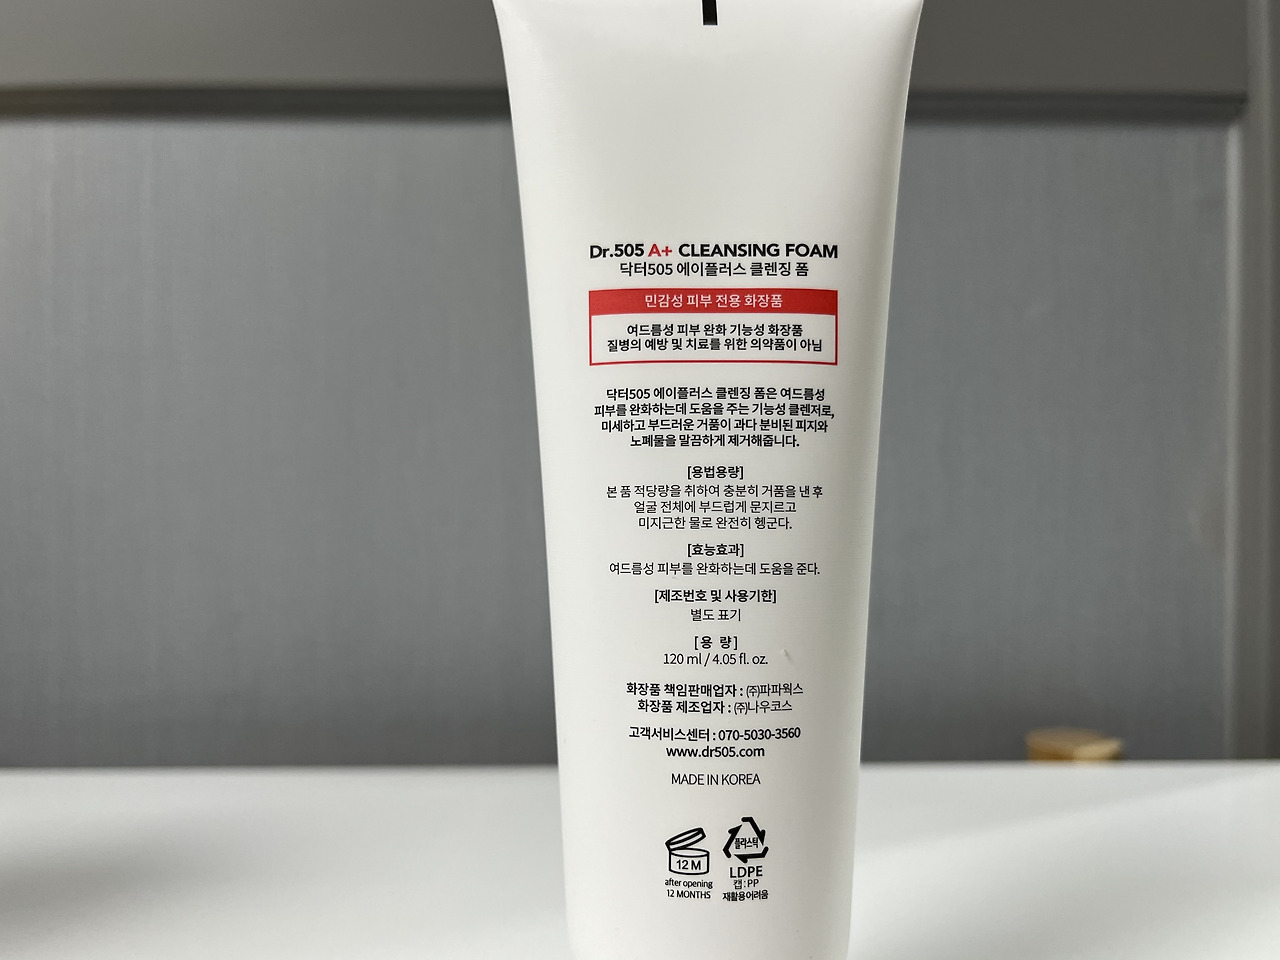 Dr.505 A+ CLEANSING FOAM
닥터505 에이플러스 클렌징 폼
민감성 피부 전용 화장품
여드름성 피부 완화 기능성 화장품
질병의 예방 및 치료를 위한 의약품이 아님
닥터505 에이플러스 클렌징 폼은 여드름성
피부를 완화하는데 도움을 주는 기능성 클렌저로,
미세하고 부드러운 거품이 과다 분비된 피지와
노폐물을 말끔하게 제거해줍니다.
[용법용량]
본 품 적당량을 취하여 충분히 거품을 낸 후
얼굴 전체에 부드럽게 문지르고
미지근한 물로 완전히 헹군다.
[효능효과]
여드름성 피부를 완화하는데 도움을 준다.
[제조번호 및 사용기한]
별도 표기
[용 량]
120 ml / 4.05 fl. oz.
화장품 책임판매업자 : ㈜파파웍스
화장품 제조업자 : ㈜나우코스
고객서비스센터 : 070-5030-3560
www.dr505.com
MADE IN KOREA
12 M
after opening
12 MONTHS
플라스틱
LDPE
캡:PP
재활용어려움